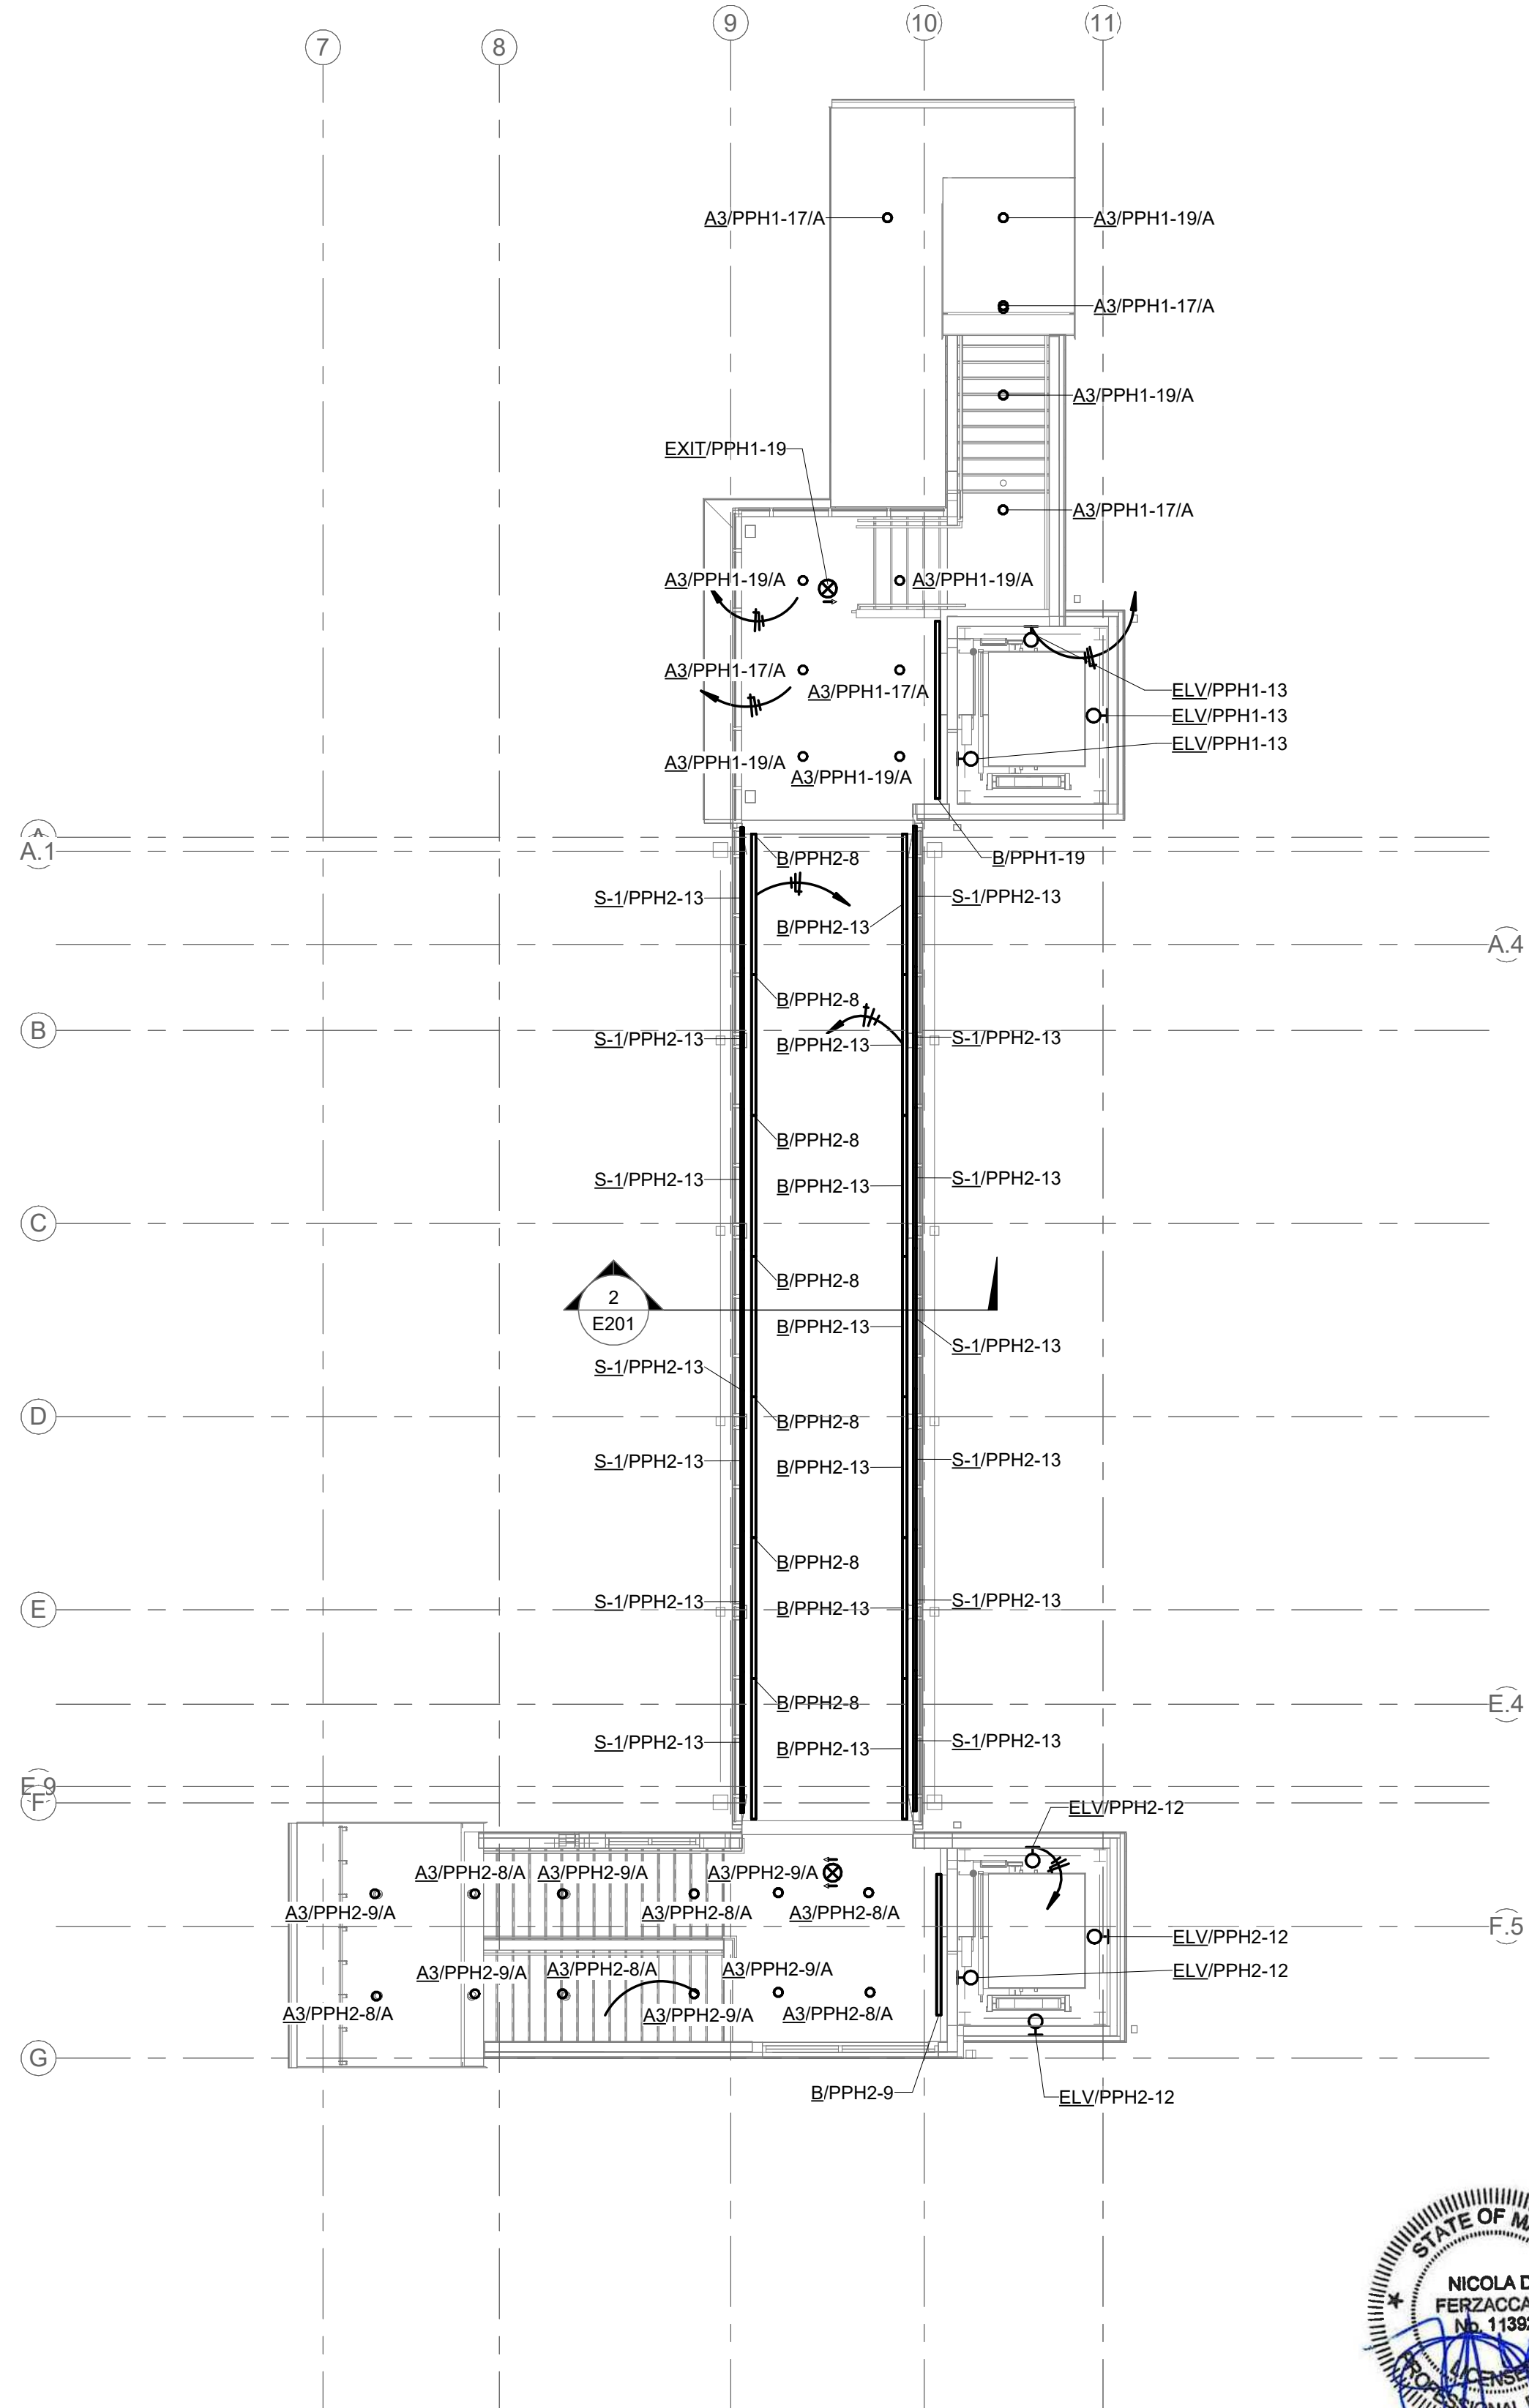 9
10
11
7
8
A3/PPH1-17/A
A3/PPH1-19/A
A3/PPH1-17/A
A3/PPH1-19/A
EXIT/PPH1-19
A3/PPH1-17/A
A3/PPH1-19/A
A3/PPH1-19/A
A3/PPH1-17/A
A3/PPH1-17/A
ELV/PPH1-13
ELV/PPH1-13
ELV/PPH1-13
A3/PPH1-19/A
A3/PPH1-19/A
A
A.1
B/PPH2-8
B/PPH1-19
S-1/PPH2-13
S-1/PPH2-13
B/PPH2-13
A.4
B/PPH2-8
B
S-1/PPH2-13
B/PPH2-13
S-1/PPH2-13
B/PPH2-8
S-1/PPH2-13
B/PPH2-13
S-1/PPH2-13
C
B/PPH2-8
2
E201
B/PPH2-13
S-1/PPH2-13
S-1/PPH2-13
D
B/PPH2-8
S-1/PPH2-13
B/PPH2-13
S-1/PPH2-13
B/PPH2-8
E
S-1/PPH2-13
B/PPH2-13
S-1/PPH2-13
B/PPH2-8
E.4
S-1/PPH2-13
B/PPH2-13
S-1/PPH2-13
E.9
F
ELV/PPH2-12
A3/PPH2-8/A
A3/PPH2-9/A
A3/PPH2-9/A
A3/PPH2-9/A
A3/PPH2-8/A
A3/PPH2-8/A
F.5
ELV/PPH2-12
A3/PPH2-9/A
A3/PPH2-8/A
A3/PPH2-9/A
ELV/PPH2-12
A3/PPH2-8/A
A3/PPH2-9/A
A3/PPH2-8/A
G
B/PPH2-9
ELV/PPH2-12
STATE OF MA
NICOLA D
FERZACCA
No. 1139
LICENSE
PROFESSIONAL